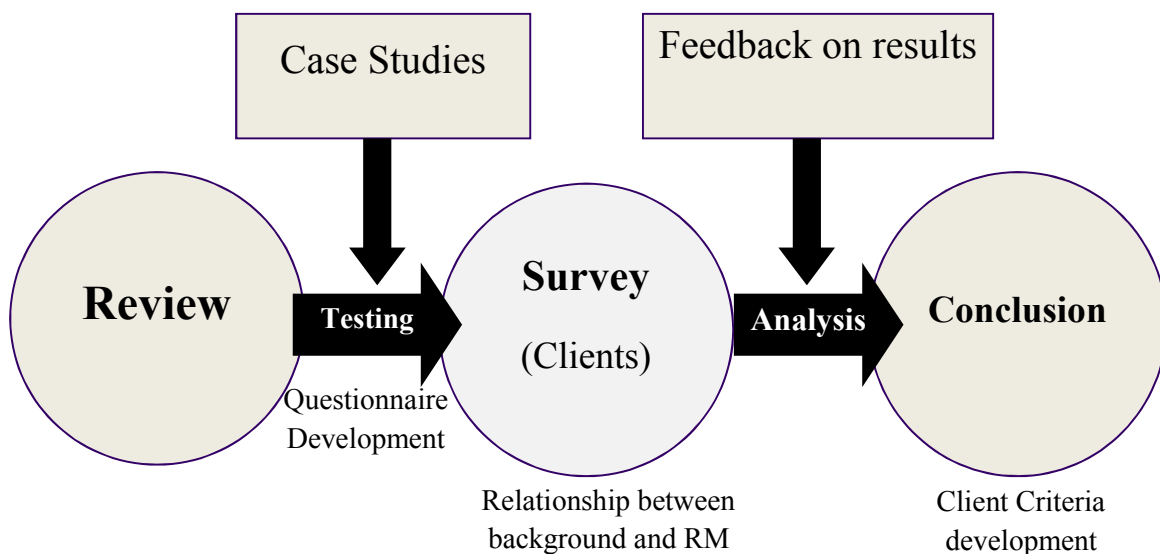 Case Studies
Feedback on results
Review
Testing
Questionnaire
Development
Survey
(Clients)
Relationship between
background and RM
Analysis
Conclusion
Client Criteria
development